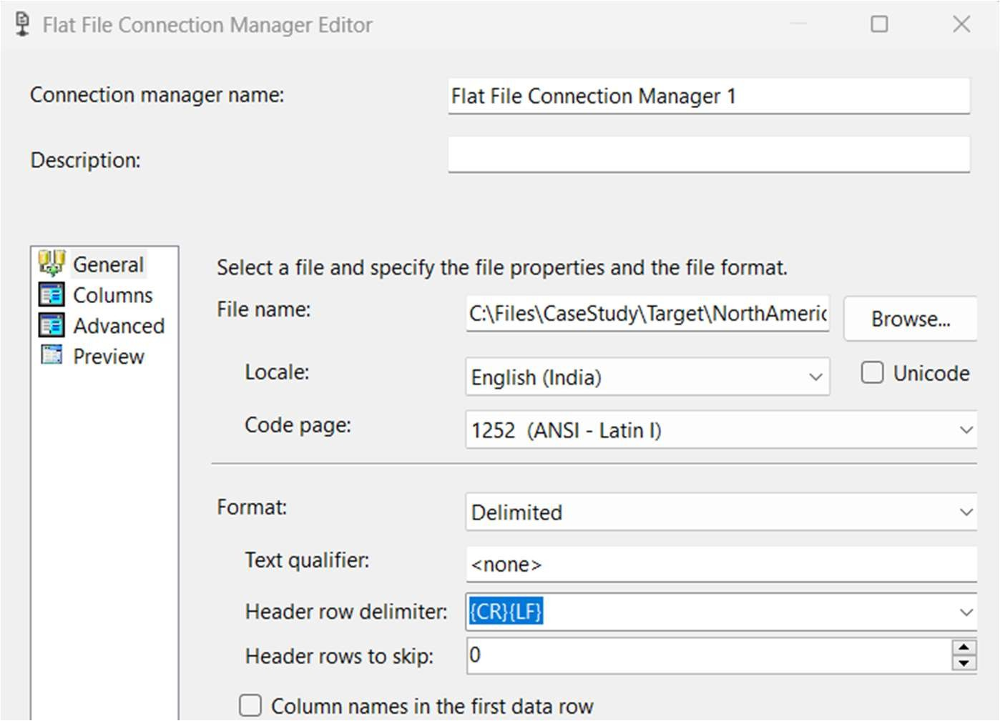 Flat File Connection Manager Editor
Connection manager name: Flat File Connection Manager 1
Description:
General
Columns
Advanced
Preview
Select a file and specify the file properties and the file format.
File name: C:\Files\CaseStudy\Target\NorthAmeric Browse...
Locale: English (India) Unicode
Code page: 1252 (ANSI - Latin I)
Format: Delimited
Text qualifier: <none>
Header row delimiter: {CR}{LF}
Header rows to skip: 0
Column names in the first data row